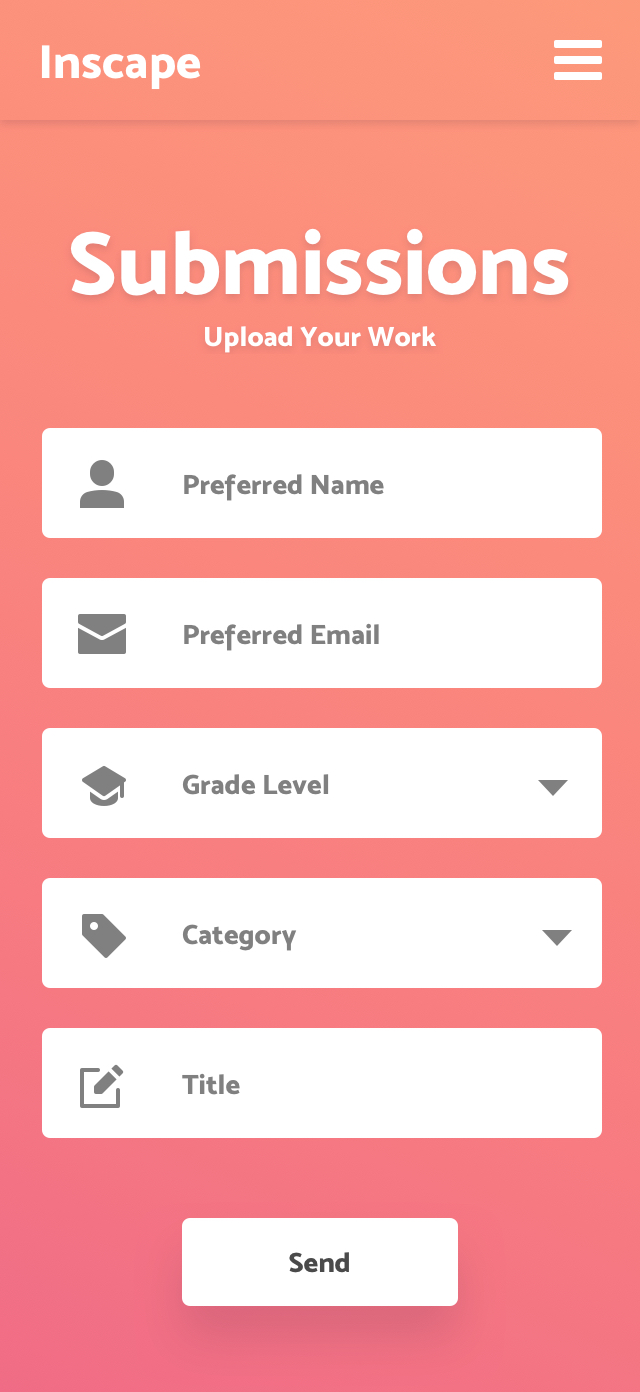 Inscape
Submissions
Upload Your Work
Preferred Name
Preferred Email
Grade Level
Category
Title
Send